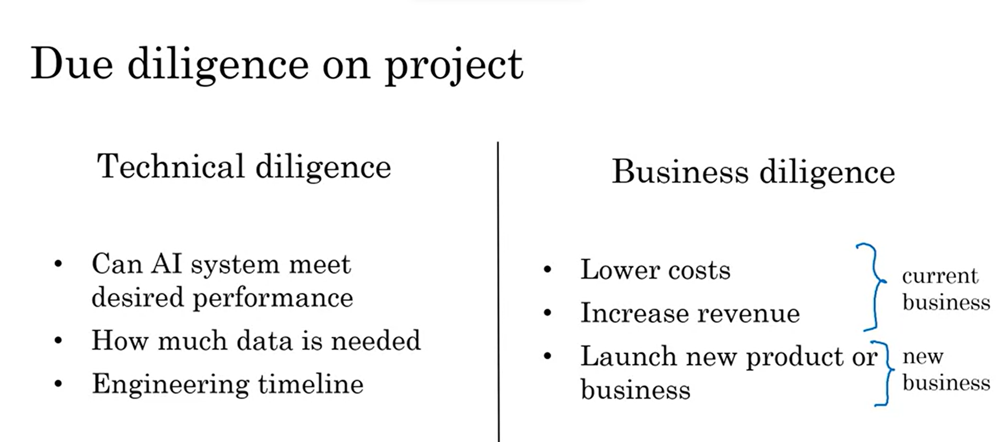 Due diligence on project
Technical diligence
• Can AI system meet
desired performance
• How much data is needed
• Engineering timeline
Business diligence
• Lower costs
• Increase revenue
• Launch new product or
business
current
business
new
business